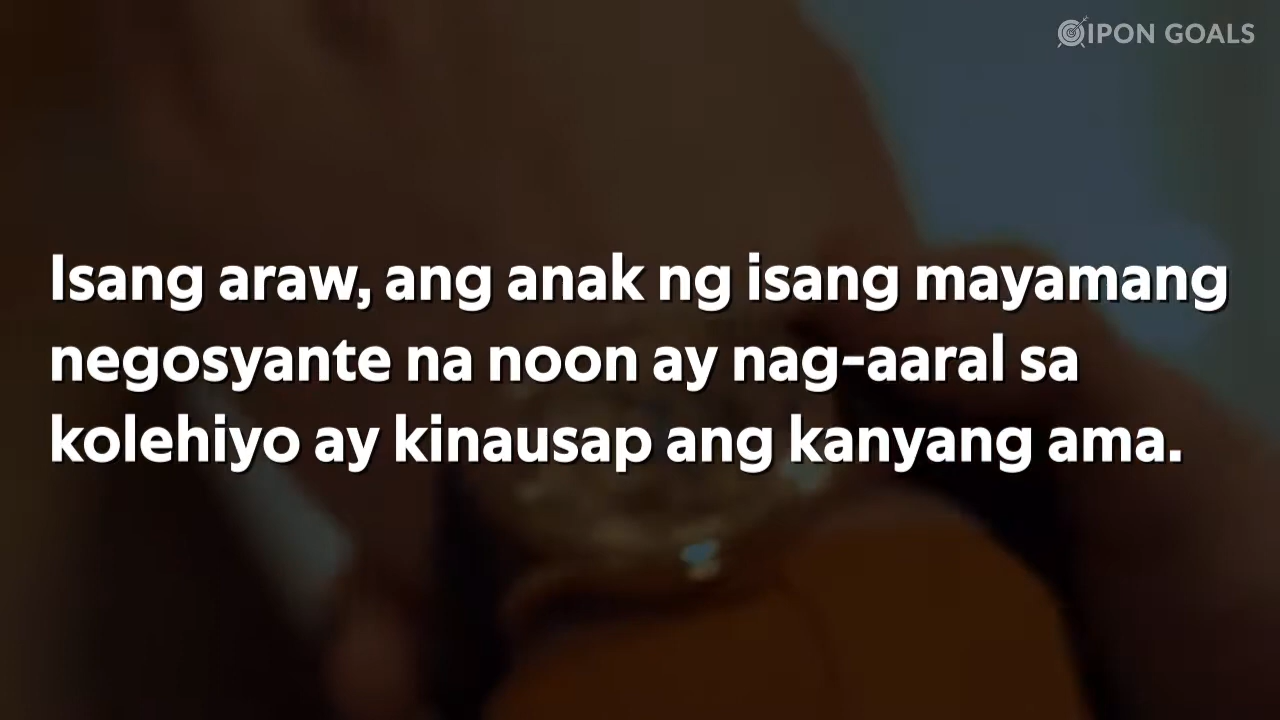 IPON GOALS
Isang araw, ang anak ng isang mayamang
negosyante na noon ay nag-aaral sa
kolehiyo ay kinausap ang kanyang ama.